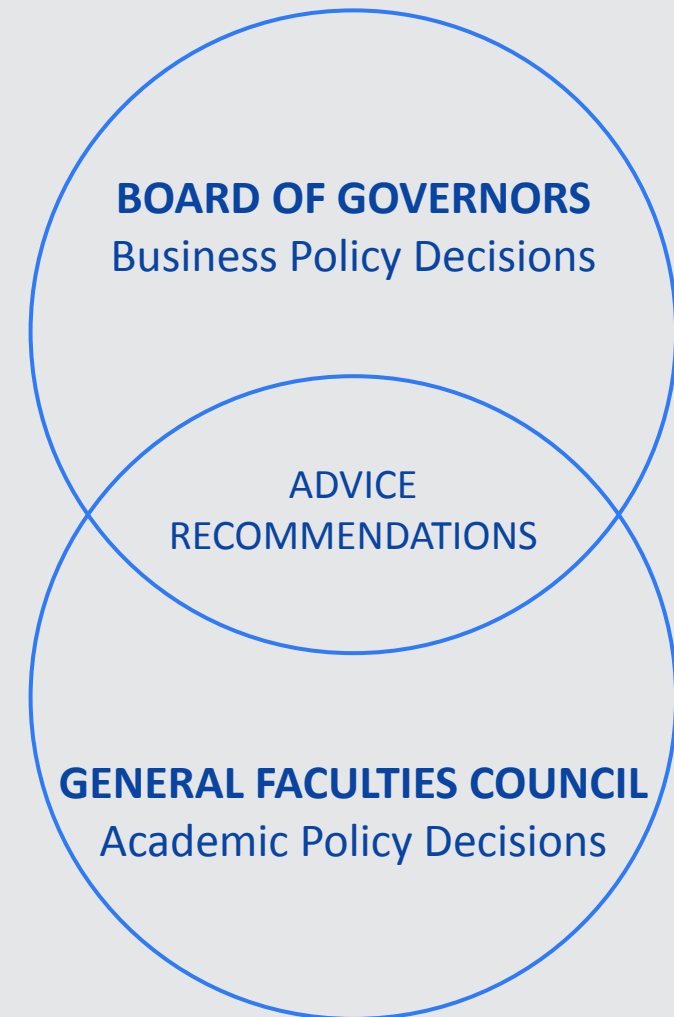 BOARD OF GOVERNORS
Business Policy Decisions
ADVICE
RECOMMENDATIONS
GENERAL FACULTIES COUNCIL
Academic Policy Decisions